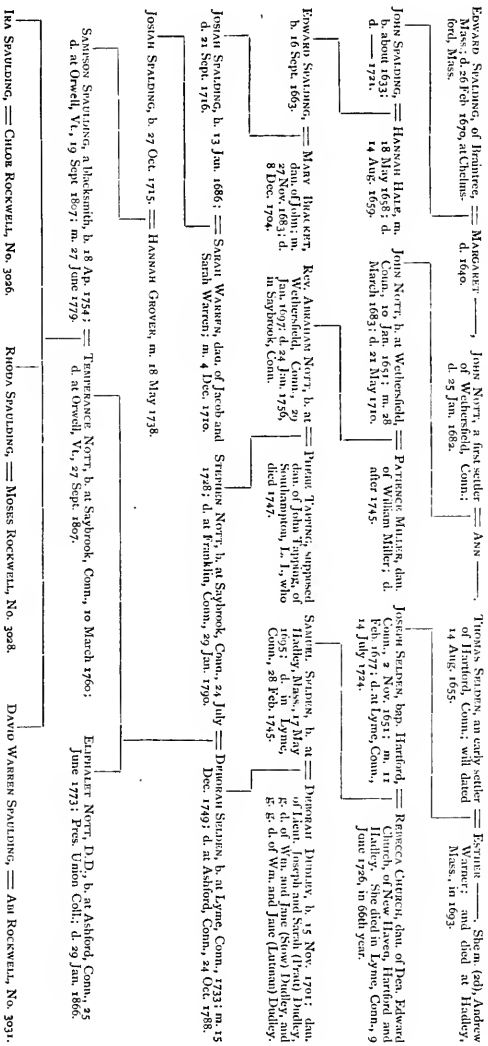 EDWARD SPALDING, of Braintree,
Mass.; d. 26 Feb 1670, at Chelms-
ford, Mass.
MARGARET ——,
d. 1640.
JOHN NOTT, a first settler
of Wethersfield, Conn.;
d. 25 Jan. 1682.
ANN ——.
THOMAS SELDEN, an early settler
of Hartford, Conn.; will dated
14 Aug. 1655.
ESTHER ——. She m. (2d), Andrew
Warner; and died at Hadley,
Mass., in 1693.
JOHN SPALDING,
b. about 1633;
d. —— 1721.
HANNAH HALE, m.
18 May 1658; d.
14 Aug. 1659.
JOHN NOTT, b. at Wethersfield,
Conn., 10 Jan. 1651; m. 28
March 1683; d. 21 May 1710.
PATIENCE MILLER, dau.
of William Miller; d.
after 1745.
JOSEPH SELDEN, bap. Hartford,
Conn., 2 Nov. 1651; m. 11
Feb. 1677; d. at Lyme, Conn.,
14 July 1724.
REBECCA CHURCH, dau. of Dea. Edward
Church, of New Haven, Hartford and
Hadley. She died in Lyme, Conn., 9
June 1726, in 66th year.
EDWARD SPALDING,
b. 16 Sept. 1663.
MARY BRACKET,
dau. of John; m.
27 Nov. 1683; d.
8 Dec. 1704.
Rev. ABRAHAM NOTT, b. at
Wethersfield, Conn., 29
Jan. 1697; d. 24 Jan. 1756,
in Saybrook, Conn.
PHEBE TAPPING, supposed
dau. of John Tapping, of
Southampton, L. I., who
died 1747.
SAMUEL SELDEN, b. at
Hadley, Mass., 17 May
1695; d. in Lyme,
Conn., 28 Feb. 1745.
DEBORAH DUDLEY, b. 15 Nov. 1701; dau.
of Lieut. Joseph and Sarah (Pratt) Dudley,
g. d. of Wm. and Jane (Stow) Dudley, and
g. g. d. of Wm. and Jane (Lutman) Dudley.
JOSIAH SPALDING, b. 13 Jan. 1686;
d. 21 Sept. 1716.
SARAH WARREN, dau. of Jacob and
Sarah Warren; m. 4 Dec. 1710.
STEPHEN NOTT, b. at Saybrook, Conn., 24 July
1728; d. at Franklin, Conn., 29 Jan. 1790.
DEBORAH SELDEN, b. at Lyme, Conn., 1733; m. 15
Dec. 1749; d. at Ashford, Conn., 24 Oct. 1788.
JOSIAH SPALDING, b. 27 Oct. 1715.
HANNAH GROVER, m. 18 May 1738.
SAMPSON SPAULDING, a blacksmith, b. 18 Ap. 1754;
d. at Orwell, Vt., 19 Sept 1807; m. 27 June 1779.
TEMPERANCE NOTT, b. at Saybrook, Conn., 10 March 1760;
d. at Orwell, Vt., 27 Sept. 1807.
ELIPHALET NOTT, D.D., b. at Ashford, Conn., 25
June 1773; Pres. Union Coll.; d. 29 Jan. 1866.
IRA SPAULDING, = CHLOE ROCKWELL, No. 3026.
RHODA SPAULDING, = MOSES ROCKWELL, No. 3028.
DAVID WARREN SPAULDING, = ABI ROCKWELL, No. 3031.